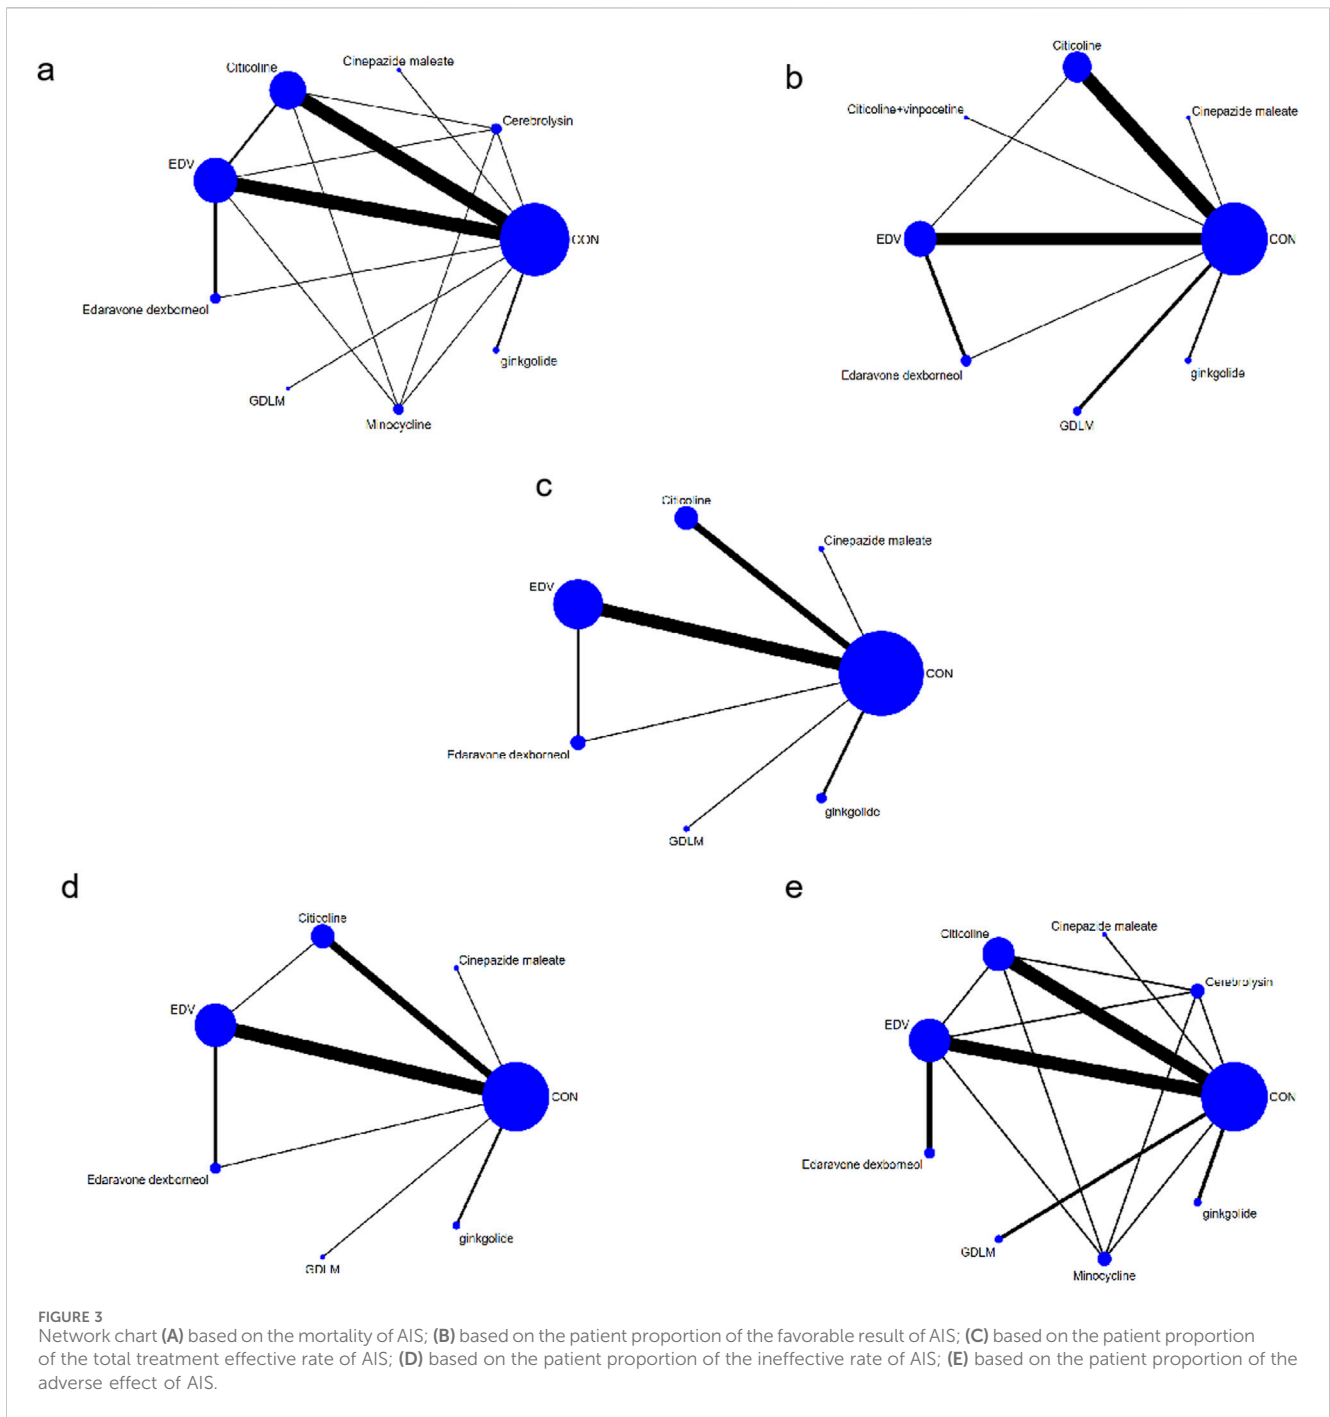 a
Cinepazide maleate
Citicoline
Cerebrolysin
EDV
CON
Edaravone dexborneol
ginkgolide
GDLM
Minocycline
b
Citicoline
Citicoline+vinpocetine
Cinepazide maleate
EDV
CON
Edaravone dexborneol
ginkgolide
GDLM
c
Citicoline
Cinepazide maleate
EDV
CON
Edaravone dexborneol
ginkgolide
GDLM
d
Citicoline
Cinepazide maleate
EDV
CON
Edaravone dexborneol
ginkgolide
GDLM
e
Cinepazide maleate
Citicoline
Cerebrolysin
EDV
CON
Edaravone dexborneol
ginkgolide
GDLM
Minocycline
FIGURE 3
Network chart (A) based on the mortality of AIS; (B) based on the patient proportion of the favorable result of AIS; (C) based on the patient proportion
of the total treatment effective rate of AIS; (D) based on the patient proportion of the ineffective rate of AIS; (E) based on the patient proportion of the
adverse effect of AIS.